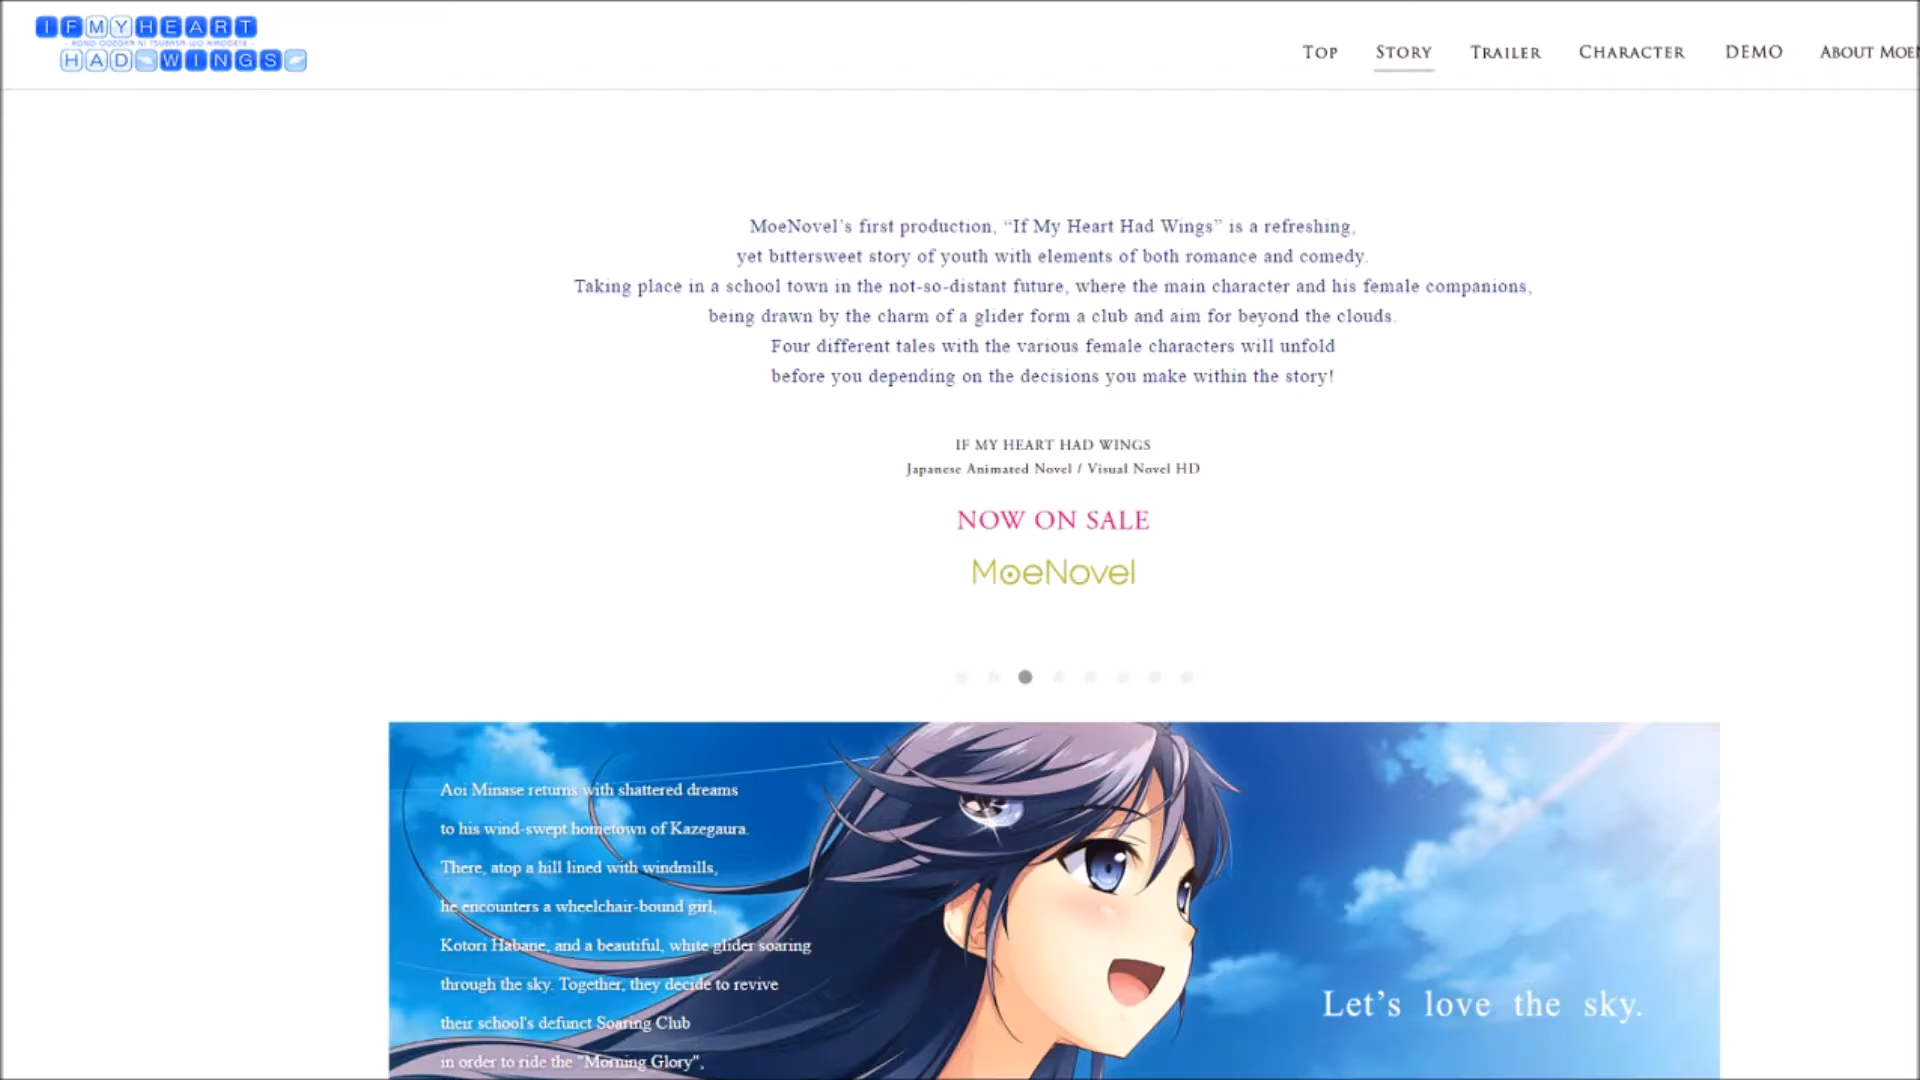 IF MY HEART
- KONO OOZORA NI TSUBASA WO HIROGETE -
HAD WINGS
Top Story Trailer Character DEMO About Moe
MoeNovel's first production, “If My Heart Had Wings” is a refreshing,
yet bittersweet story of youth with elements of both romance and comedy.
Taking place in a school town in the not-so-distant future, where the main character and his female companions,
being drawn by the charm of a glider form a club and aim for beyond the clouds.
Four different tales with the various female characters will unfold
before you depending on the decisions you make within the story!
IF MY HEART HAD WINGS
Japanese Animated Novel / Visual Novel HD
NOW ON SALE
MoeNovel
Aoi Minase returns with shattered dreams
to his wind-swept hometown of Kazegaura.
There, atop a hill lined with windmills,
he encounters a wheelchair-bound girl,
Kotori Habane, and a beautiful, white glider soaring
through the sky. Together, they decide to revive
their school's defunct Soaring Club
in order to ride the "Morning Glory",
Let's love the sky.